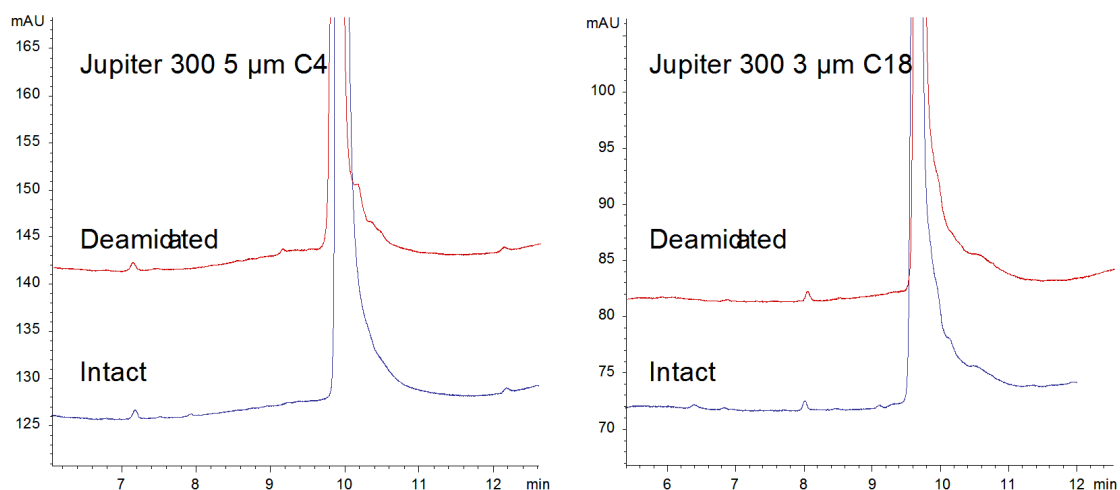 mAU
165
160
155
150
145
140
135
130
125
Jupiter 300 5 µm C4
Deamidated
Intact
7 8 9 10 11 12 min
mAU
100
95
90
85
80
75
70
Jupiter 300 3 µm C18
Deamidated
Intact
6 7 8 9 10 11 12 min